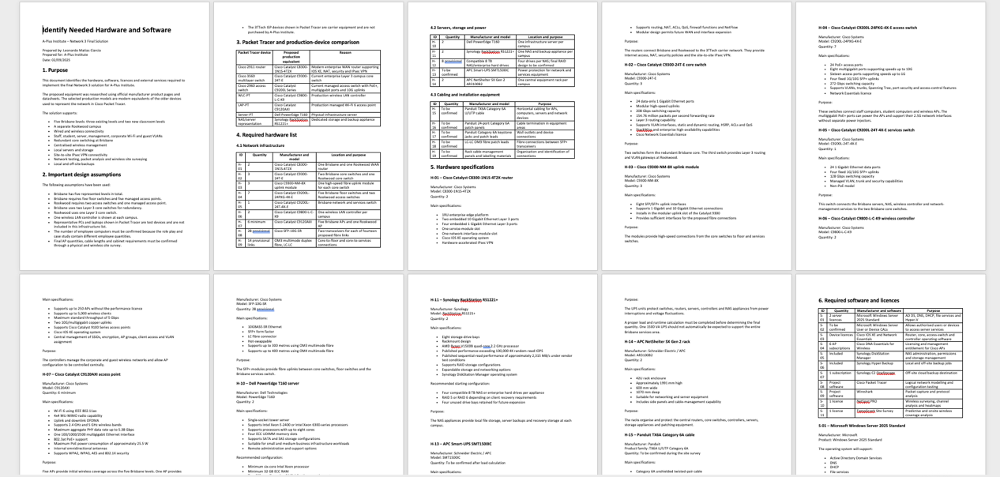 Identify Needed Hardware and Software
A-Plus Institute – Network 3 Final Solution
Prepared by: Leonardo Matias Garcia
Prepared for: A-Plus Institute
Date: 02/09/2025
1. Purpose
This document identifies the hardware, software, licences and external services required to
implement the final Network 3 solution for A-Plus Institute.
The proposed equipment was researched using official manufacturer product pages and
datasheets. The selected production models are modern equivalents of the older devices
used to represent the network in Cisco Packet Tracer.
The solution supports:
Five Brisbane levels: three existing levels and two new classroom levels
A separate Rookwood campus
Wired and wireless connectivity
Staff, student, server, management, corporate Wi-Fi and guest VLANs
Redundant core switching at Brisbane
Centralised wireless management
Local servers and storage
Site-to-site IPsec VPN connectivity
Network testing, packet analysis and wireless site surveying
Local and off-site backups
2. Important design assumptions
The following assumptions have been used:
Brisbane has five represented levels in total.
Brisbane requires five floor switches and five managed access points.
Rookwood requires two access switches and one managed access point.
Brisbane uses two Layer 3 core switches for redundancy.
Rookwood uses one Layer 3 core switch.
One wireless LAN controller is deployed at each campus.
Representative PCs and laptops shown in Packet Tracer are test devices and are not
included in this infrastructure list.
The number of employee computers must be confirmed because the role play and
case study contain different employee quantities.
Final AP quantities, cable lengths and cabinet requirements must be confirmed
through a physical and wireless site survey.
The 3TTech ISP devices shown in Packet Tracer are carrier equipment and are not
purchased by A-Plus Institute.
3. Packet Tracer and production-device comparison
Packet Tracer device Proposed production equivalent Reason
Cisco 2911 router Cisco Catalyst C8300-1N1S-4T2X Modern enterprise WAN router supporting IOS XE, NAT, security and IPsec VPN
Cisco 3560 multilayer switch Cisco Catalyst C9300-24T-E Current enterprise Layer 3 campus core switch
Cisco 2960 access switch Cisco Catalyst C9200L Series Current managed access switch with PoE+, multigigabit ports and 10G uplinks
WLC-PT Cisco Catalyst C9800-L-C-K9 Production wireless LAN controller
LAP-PT Cisco Catalyst C9120AXI Production managed Wi-Fi 6 access point
Server-PT Dell PowerEdge T160 Physical infrastructure server
NAS/server representation Synology RackStation RS1221+ Dedicated storage and backup appliance
4. Required hardware list
4.1 Network infrastructure
ID Quantity Manufacturer and model Location and purpose
H-01 2 Cisco Catalyst C8300-1N1S-4T2X One Brisbane and one Rookwood WAN router
H-02 3 Cisco Catalyst C9300-24T-E Two Brisbane core switches and one Rookwood core switch
H-03 3 Cisco C9300-NM-8X uplink module One high-speed fibre uplink module for each core switch
H-04 7 Cisco Catalyst C9200L-24PXG-4X-E Five Brisbane floor switches and two Rookwood access switches
H-05 1 Cisco Catalyst C9200L-24T-4X-E Brisbane network and server services
H-06 2 Cisco Catalyst C9800-L-C-K9 One wireless LAN controller per campus
H-07 6 minimum Cisco Catalyst C9120AXI Five Brisbane APs and one Rookwood AP
H-08 28 provisional Cisco SFP-10G-SR Two transceivers for each of fourteen proposed fibre links
H-09 14 provisional links OM3 multimode duplex fibre, LC-LC Core-to-floor and core-to-core connections
4.2 Servers, storage and power
ID Quantity Manufacturer and model Location and purpose
H-10 2 Dell PowerEdge T160 One infrastructure server per campus
H-11 2 Synology RackStation RS1221+ One NAS and backup appliance per campus
H-12 8 provisional Compatible 8 TB NAS/enterprise hard drives Four drives per NAS; final RAID design to be confirmed
H-13 To be confirmed APC Smart-UPS SMT1500IC Power protection for network and server equipment
H-14 2 APC NetShelter SX Gen 2 AR3100B2 One central equipment rack per campus
4.3 Cabling and installation equipment
ID Quantity Manufacturer and model Purpose
H-15 To be confirmed Panduit TX6A Category 6A U/UTP cable Horizontal cabling for APs, computers, servers and network devices
H-16 To be confirmed Panduit 24-port Category 6A patch panels Cable termination in equipment areas
H-17 To be confirmed Panduit Category 6A keystone jacks and patch leads Wall outlets and device connections
H-18 To be confirmed LC-LC OM3 fibre patch leads Fibre connections between SFP+ transceivers
H-19 To be confirmed Rack cable-management and labelling materials Organisation and identification of network cabling
5. Hardware specifications
H-01 – Cisco Catalyst C8300-1N1S-4T2X router
Manufacturer: Cisco Systems
Model: C8300-1N1S-4T2X
Quantity: 2
Main specifications:
1RU enterprise edge platform
Two embedded 10 Gigabit Ethernet Layer 3 ports
Four embedded 1 Gigabit Ethernet Layer 3 ports
One service-module slot
One network-interface-module slot
Cisco IOS XE operating system
Hardware-accelerated IPsec VPN
Supports routing, NAT, ACLs, QoS, firewall functions and NetFlow
Modular design permits future WAN and interface expansion
Purpose:
The routers connect Brisbane and Rookwood to the 3TTech carrier network. They provide
internet access, NAT, security policies and the site-to-site IPsec VPN.
H-02 – Cisco Catalyst C9300-24T-E core switch
Manufacturer: Cisco Systems
Model: C9300-24T-E
Quantity: 3
Main specifications:
24 data-only 1 Gigabit Ethernet ports
Modular high-speed uplinks
208 Gbps switching capacity
154.76 million packets per second forwarding rate
Layer 3 routing capability
Supports VLAN interfaces, static and dynamic routing, HSRP, ACLs and QoS
StackWise and enterprise high-availability capabilities
Cisco Network Essentials licence
Purpose:
Two switches form the redundant Brisbane core. The third switch provides Layer 3 routing
and VLAN gateways at Rookwood.
H-03 – Cisco C9300-NM-8X uplink module
Manufacturer: Cisco Systems
Model: C9300-NM-8X
Quantity: 3
Main specifications:
Eight SFP/SFP+ uplink interfaces
Supports 1 Gigabit and 10 Gigabit Ethernet connections
Installs in the modular uplink slot of the Catalyst 9300
Provides sufficient interfaces for the proposed fibre connections
Purpose:
The modules provide high-speed connections from the core switches to floor and services
switches.
H-04 – Cisco Catalyst C9200L-24PXG-4X-E access switch
Manufacturer: Cisco Systems
Model: Catalyst C9200L-24PXG-4X-E
Quantity: 7
Main specifications:
24 PoE+ access ports
Eight multigigabit ports supporting speeds up to 10G
Sixteen access ports supporting speeds up to 1G
Four fixed 1G/10G SFP+ uplinks
272 Gbps switching capacity
Supports VLANs, trunks, Spanning Tree, port security and access-control features
Network Essentials licence
Purpose:
These switches connect staff, student computers and wireless APs. The
multigigabit PoE+ ports can power the APs and support their 2.5G network interfaces
without separate power injectors.
H-05 – Cisco Catalyst C9200L-24T-4X-E services switch
Manufacturer: Cisco Systems
Model: C9200L-24T-4X-E
Quantity: 1
Main specifications:
24 1 Gigabit Ethernet data ports
Four fixed 1G/10G SFP+ uplinks
128 Gbps switching capacity
Managed VLAN, trunk and security capabilities
Non-PoE model
Purpose:
This switch connects the Brisbane servers, NAS, wireless controller and network-
management services to the two Brisbane core switches.
H-06 – Cisco Catalyst C9800-L-C-K9 wireless controller
Manufacturer: Cisco Systems
Model: C9800-L-C-K9
Quantity: 2
Main specifications:
Supports up to 250 APs without the performance licence
Supports up to 5,000 wireless clients
Maximum standard throughput of 5 Gbps
Two 10G/multigigabit copper uplinks
Supports Cisco Catalyst 9100 Series access points
Cisco IOS XE operating system
Central management of SSIDs, encryption, AP groups, client access and VLAN
assignment
Purpose:
The controllers manage the corporate and guest wireless networks and allow AP
configuration to be controlled centrally.
H-07 – Cisco Catalyst C9120AXI access point
Manufacturer: Cisco Systems
Model: C9120AXI
Quantity: 6 minimum
Main specifications:
Wi-Fi 6 using IEEE 802.11ax
4x4 MU-MIMO radio capability
Uplink and downlink OFDMA
Supports 2.4 GHz and 5 GHz wireless bands
Maximum aggregate PHY data rate up to 5.38 Gbps
One 100/1000/2500 multigigabit Ethernet interface
802.3at PoE+ support
Maximum PoE power consumption of approximately 25.5 W
Internal omnidirectional antennas
Supports WPA2, WPA3, AES and 802.1X security
Purpose:
Five APs provide initial wireless coverage across the five Brisbane levels. One AP provides
Manufacturer: Cisco Systems
Model: SFP-10G-SR
Quantity: 28 provisional
Main specifications:
10GBASE-SR Ethernet
SFP+ form factor
LC fibre connector
Hot-swappable
Supports up to 300 metres using OM3 multimode fibre
Supports up to 400 metres using OM4 multimode fibre
Purpose:
The SFP+ modules provide fibre uplinks between core switches, floor switches and the
Brisbane services switch.
H-10 – Dell PowerEdge T160 server
Manufacturer: Dell Technologies
Model: PowerEdge T160
Quantity: 2
Main specifications:
Single-socket tower server
Supports Intel Xeon E-2400 or Intel Xeon 6300-series processors
Supports processors with up to eight cores
Four ECC UDIMM memory slots
Supports SATA and SAS storage configurations
Suitable for small and medium business infrastructure workloads
Remote administration and support options
Recommended configuration:
Minimum six-core Intel processor
Minimum 32 GB ECC RAM
H-11 – Synology RackStation RS1221+
Manufacturer: Synology
Model: RackStation RS1221+
Quantity: 2
Main specifications:
Eight storage drive bays
Rackmount design
AMD Ryzen V1500B quad-core 2.2 GHz processor
Published performance exceeding 100,000 4K random-read IOPS
Published sequential-read performance of approximately 2,315 MB/s under vendor
test conditions
Supports RAID storage configurations
Expandable storage and networking options
Synology DiskStation Manager operating system
Recommended starting configuration:
Four compatible 8 TB NAS or enterprise hard drives per appliance
RAID 5 or RAID 6 depending on client recovery requirements
Four unused drive bays retained for future expansion
Purpose:
The NAS appliances provide local file storage, server backups and recovery storage at each
campus.
H-13 – APC Smart-UPS SMT1500IC
Manufacturer: Schneider Electric / APC
Model: SMT1500IC
Quantity: To be confirmed after load calculation
Main specifications:
Purpose:
The UPS units protect switches, routers, servers, controllers and NAS appliances from power
interruptions and voltage fluctuations.
A proper load and runtime calculation must be completed before determining the final
quantity. One 1500 VA UPS should not automatically be expected to support the entire
Brisbane services area.
H-14 – APC NetShelter SX Gen 2 rack
Manufacturer: Schneider Electric / APC
Model: AR3100B2
Quantity: 2
Main specifications:
42U rack enclosure
Approximately 1991 mm high
600 mm wide
1070 mm deep
Suitable for networking and server equipment
Includes side panels and cable-management capability
Purpose:
The racks organise and protect the central routers, core switches, controllers, servers,
storage appliances and patching equipment.
H-15 – Panduit TX6A Category 6A cable
Manufacturer: Panduit
Product family: TX6A U/UTP Category 6A
Quantity: To be confirmed during the site survey
Main specifications:
Category 6A unshielded twisted-pair cable
6. Required software and licences
ID Quantity Manufacturer and software Purpose
S-01 2 server licences Microsoft Windows Server 2025 Standard AD DS, DNS, DHCP, file services and Hyper-V
S-02 To be confirmed Microsoft Windows Server User or Device CALs Allows authorised users or devices to access server services
S-03 Device licences Cisco IOS XE and Network Essentials Router, core, access-switch and controller operating software
S-04 6 AP subscriptions Cisco DNA Essentials for Wireless Licensing and management entitlement for Cisco APs
S-05 Included Synology DiskStation Manager NAS administration, permissions and storage management
S-06 Included Synology Hyper Backup Local and off-site backup jobs
S-07 1 subscription Synology C2 OneStorage Off-site cloud backup destination
S-08 Project software Cisco Packet Tracer Logical network modelling and configuration testing
S-09 Project software Wireshark Packet capture and protocol analysis
S-10 1 licence NetSpot PRO Wireless surveying, channel analysis and heatmaps
S-11 1 licence TamoGraph Site Survey Predictive and onsite wireless coverage analysis
S-01 – Microsoft Windows Server 2025 Standard
Manufacturer: Microsoft
Product: Windows Server 2025 Standard
The operating system will support:
Active Directory Domain Services
DNS
DHCP
File services